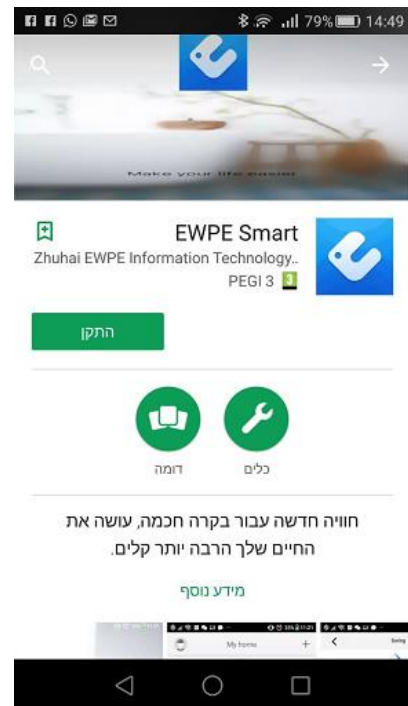 79% 14:49
Make your life easier
EWPE Smart
Zhuhai EWPE Information Technology..
PEGI 3 3
התקן
דומה
כלים
חוויה חדשה עבור בקרה חכמה, עושה את
החיים שלך הרבה יותר קלים.
מידע נוסף
My home